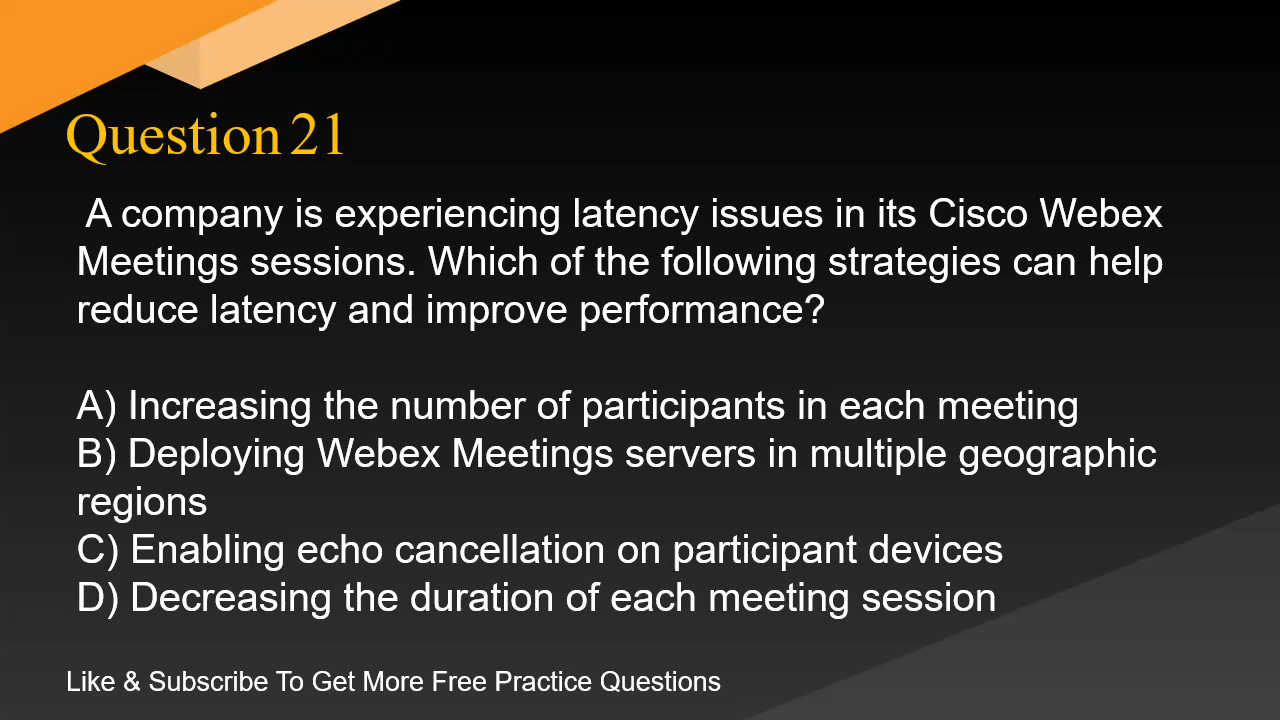 Question 21
A company is experiencing latency issues in its Cisco Webex
Meetings sessions. Which of the following strategies can help
reduce latency and improve performance?
A) Increasing the number of participants in each meeting
B) Deploying Webex Meetings servers in multiple geographic
regions
C) Enabling echo cancellation on participant devices
D) Decreasing the duration of each meeting session
Like & Subscribe To Get More Free Practice Questions